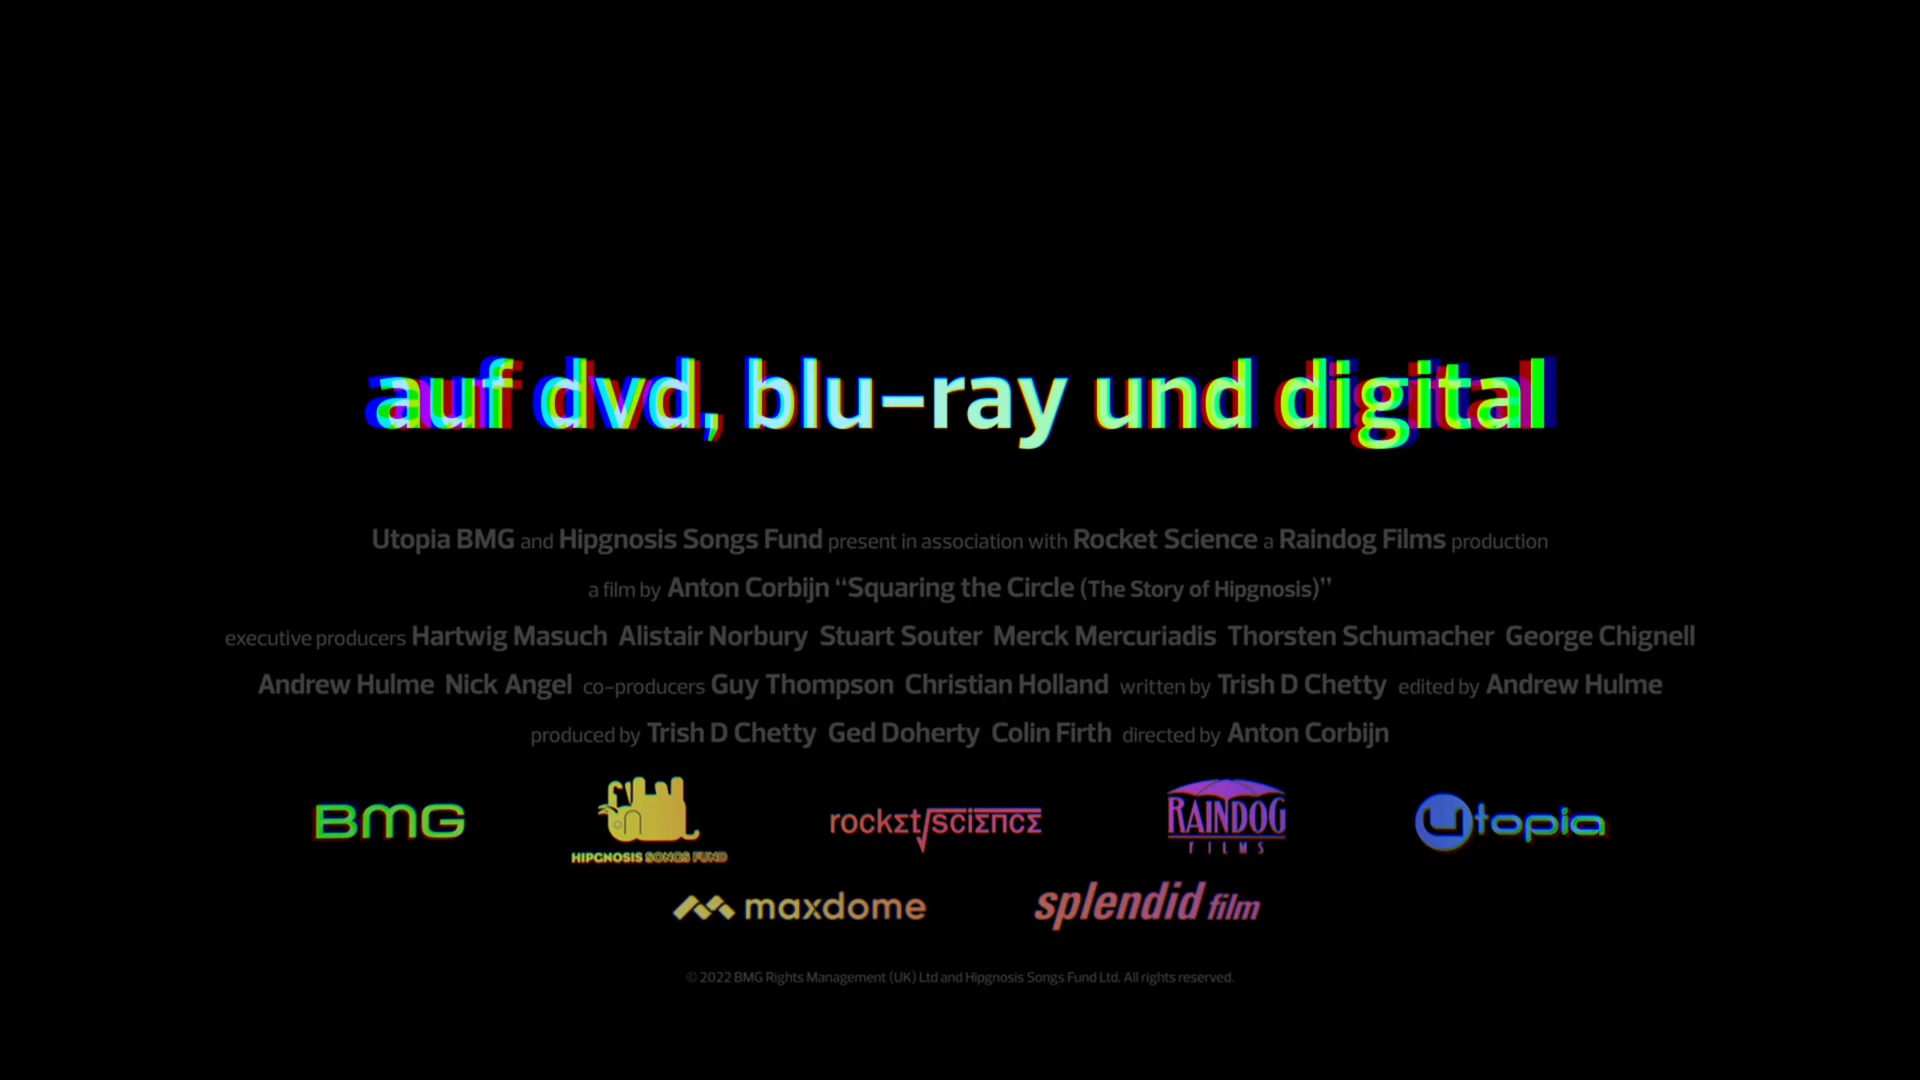 auf dvd, blu-ray und digital
Utopia BMG and Hipgnosis Songs Fund present in association with Rocket Science a Raindog Films production
a film by Anton Corbijn “Squaring the Circle (The Story of Hipgnosis)”
executive producers Hartwig Masuch Alistair Norbury Stuart Souter Merck Mercuriadis Thorsten Schumacher George Chignell
Andrew Hulme Nick Angel co-producers Guy Thompson Christian Holland written by Trish D Chetty edited by Andrew Hulme
produced by Trish D Chetty Ged Doherty Colin Firth directed by Anton Corbijn
BMG
HIPGNOSIS SONGS FUND
rockΣt√sciΣncΣ
RAINDOG
FILMS
utopia
maxdome
splendid film
© 2022 BMG Rights Management (UK) Ltd and Hipgnosis Songs Fund Ltd. All rights reserved.